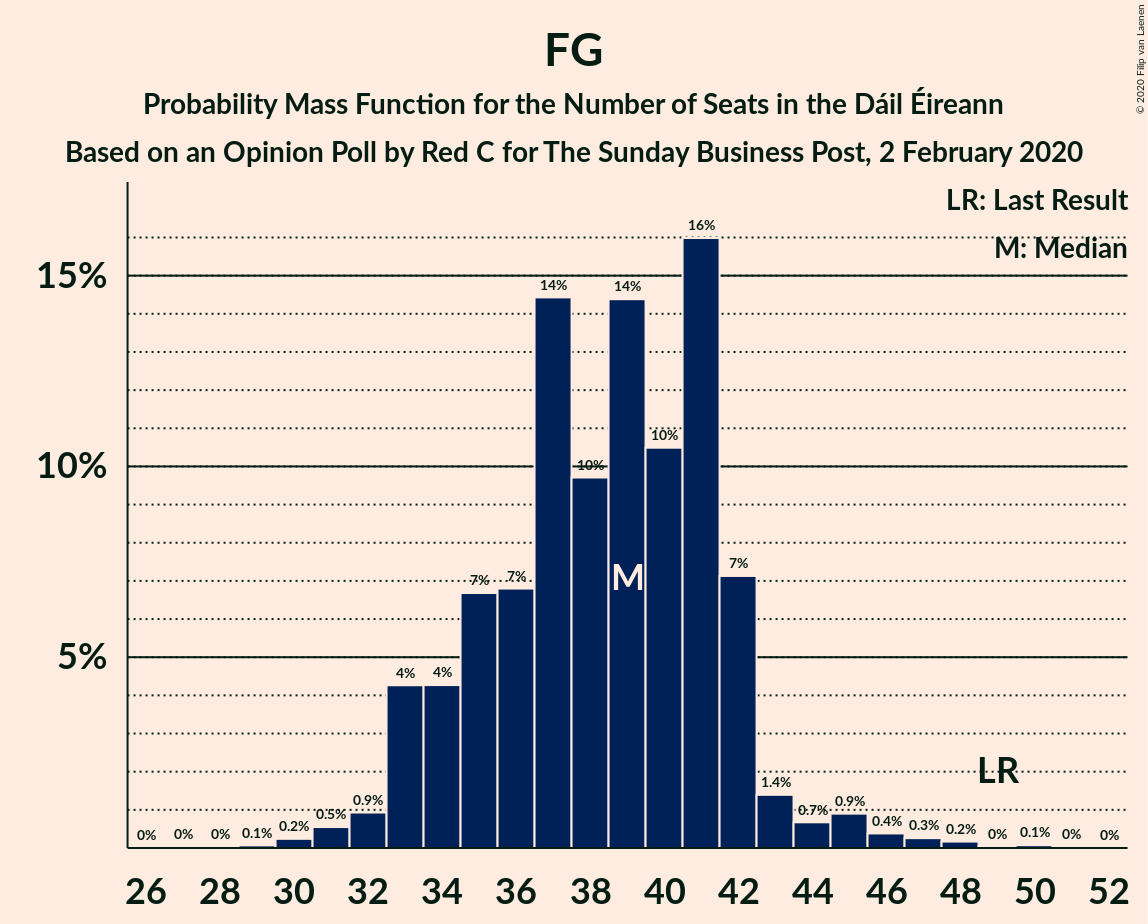 © 2020 Filip van Laenen
FG
Probability Mass Function for the Number of Seats in the Dáil Éireann
Based on an Opinion Poll by Red C for The Sunday Business Post, 2 February 2020
LR: Last Result
M: Median
15%
10%
5%
0% 0% 0% 0.1% 0.2% 0.5% 0.9% 4% 4% 7% 7% 14% 10% 14% 10% 16% 7% 1.4% 0.7% 0.9% 0.4% 0.3% 0.2% 0% 0.1% 0% 0%
M
LR
26 28 30 32 34 36 38 40 42 44 46 48 50 52